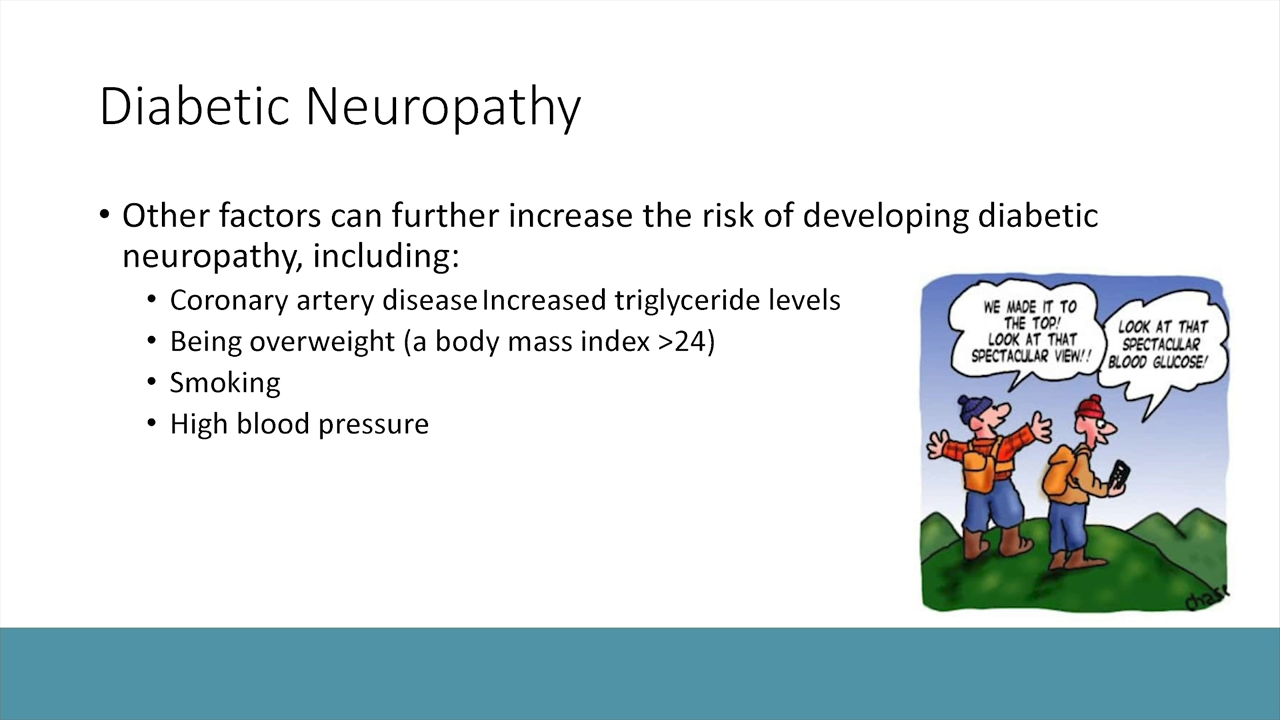 Diabetic Neuropathy
• Other factors can further increase the risk of developing diabetic
neuropathy, including:
• Coronary artery disease Increased triglyceride levels
• Being overweight (a body mass index >24)
• Smoking
• High blood pressure
WE MADE IT TO
THE TOP!
LOOK AT THAT
SPECTACULAR VIEW!!
LOOK AT THAT
SPECTACULAR
BLOOD GLUCOSE!
chase